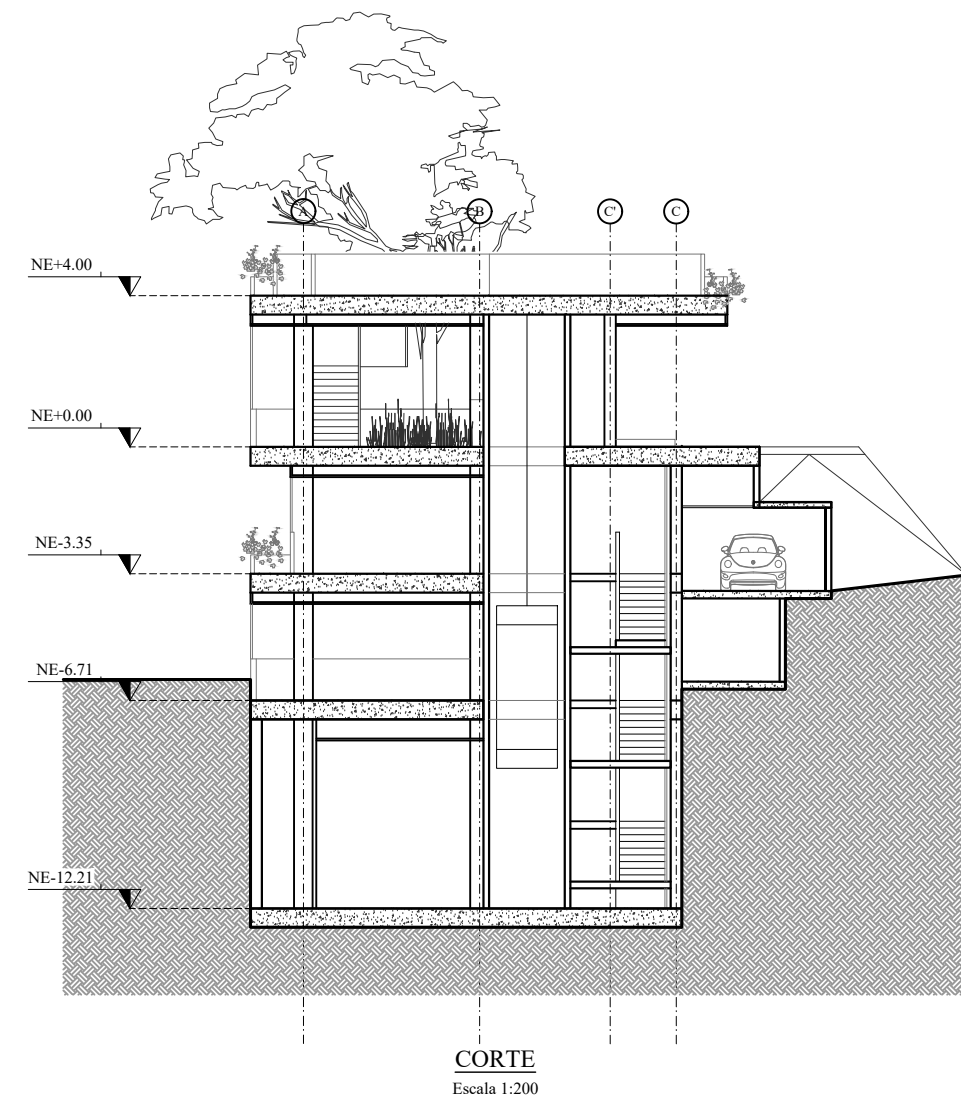 A
B
C'
C
NE+4.00
NE+0.00
NE-3.35
NE-6.71
NE-12.21
CORTE
Escala 1:200